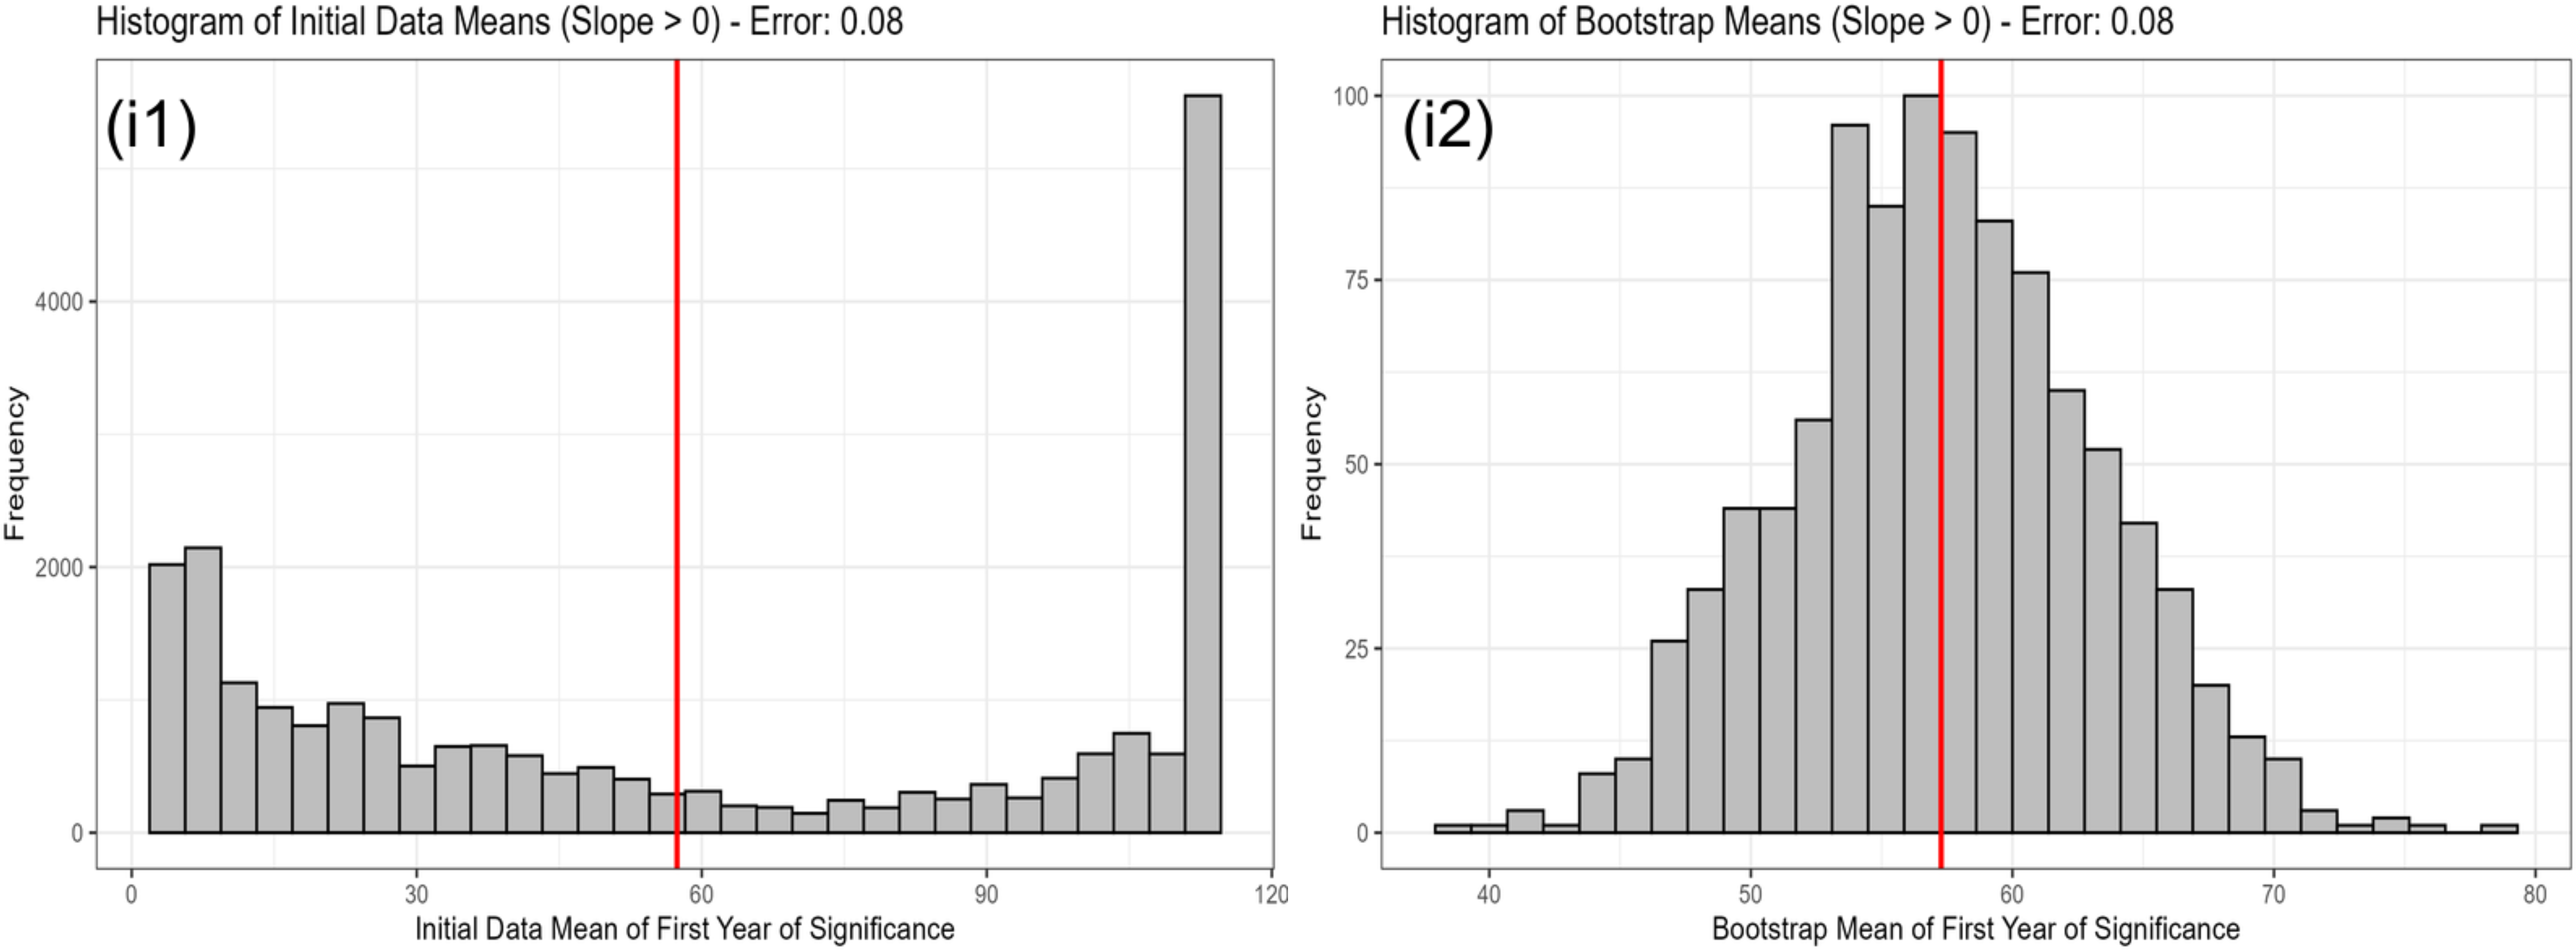 Histogram of Initial Data Means (Slope > 0) - Error: 0.08
(i1)
Frequency
4000
2000
0
0 30 60 90 120
Initial Data Mean of First Year of Significance
Histogram of Bootstrap Means (Slope > 0) - Error: 0.08
(i2)
Frequency
100
75
50
25
0
40 50 60 70 80
Bootstrap Mean of First Year of Significance